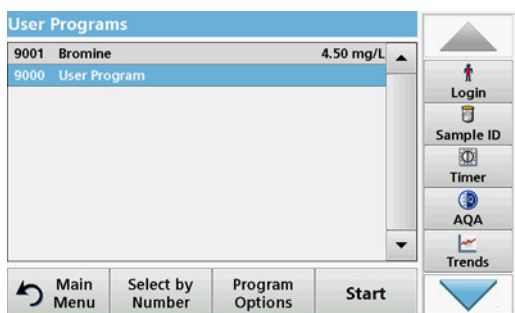 User Programs
9001 Bromine 4.50 mg/L
9000 User Program
Login
Sample ID
Timer
AQA
Trends
Main
Menu
Select by
Number
Program
Options
Start